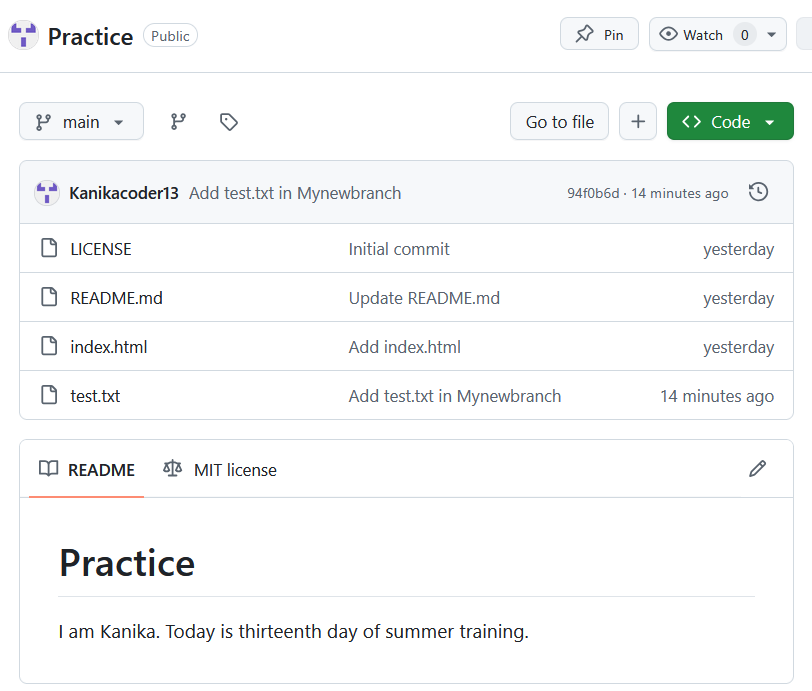 Practice Public Pin Watch 0
main Go to file Code
Kanikacoder13 Add test.txt in Mynewbranch 94f0b6d · 14 minutes ago
LICENSE Initial commit yesterday
README.md Update README.md yesterday
index.html Add index.html yesterday
test.txt Add test.txt in Mynewbranch 14 minutes ago
README MIT license
Practice
I am Kanika. Today is thirteenth day of summer training.